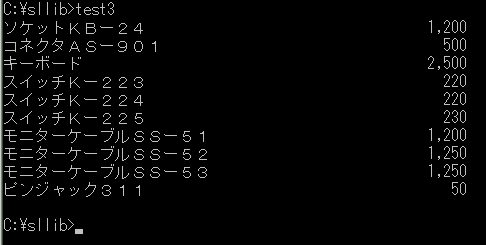 C:¥sllib>test3
ソケットKB-24 1,200
コネクタAS-901 500
キーボード 2,500
スイッチK-223 220
スイッチK-224 220
スイッチK-225 230
モニターケーブルSS-51 1,200
モニターケーブルSS-52 1,250
モニターケーブルSS-53 1,250
ピンジャック311 50
C:¥sllib>